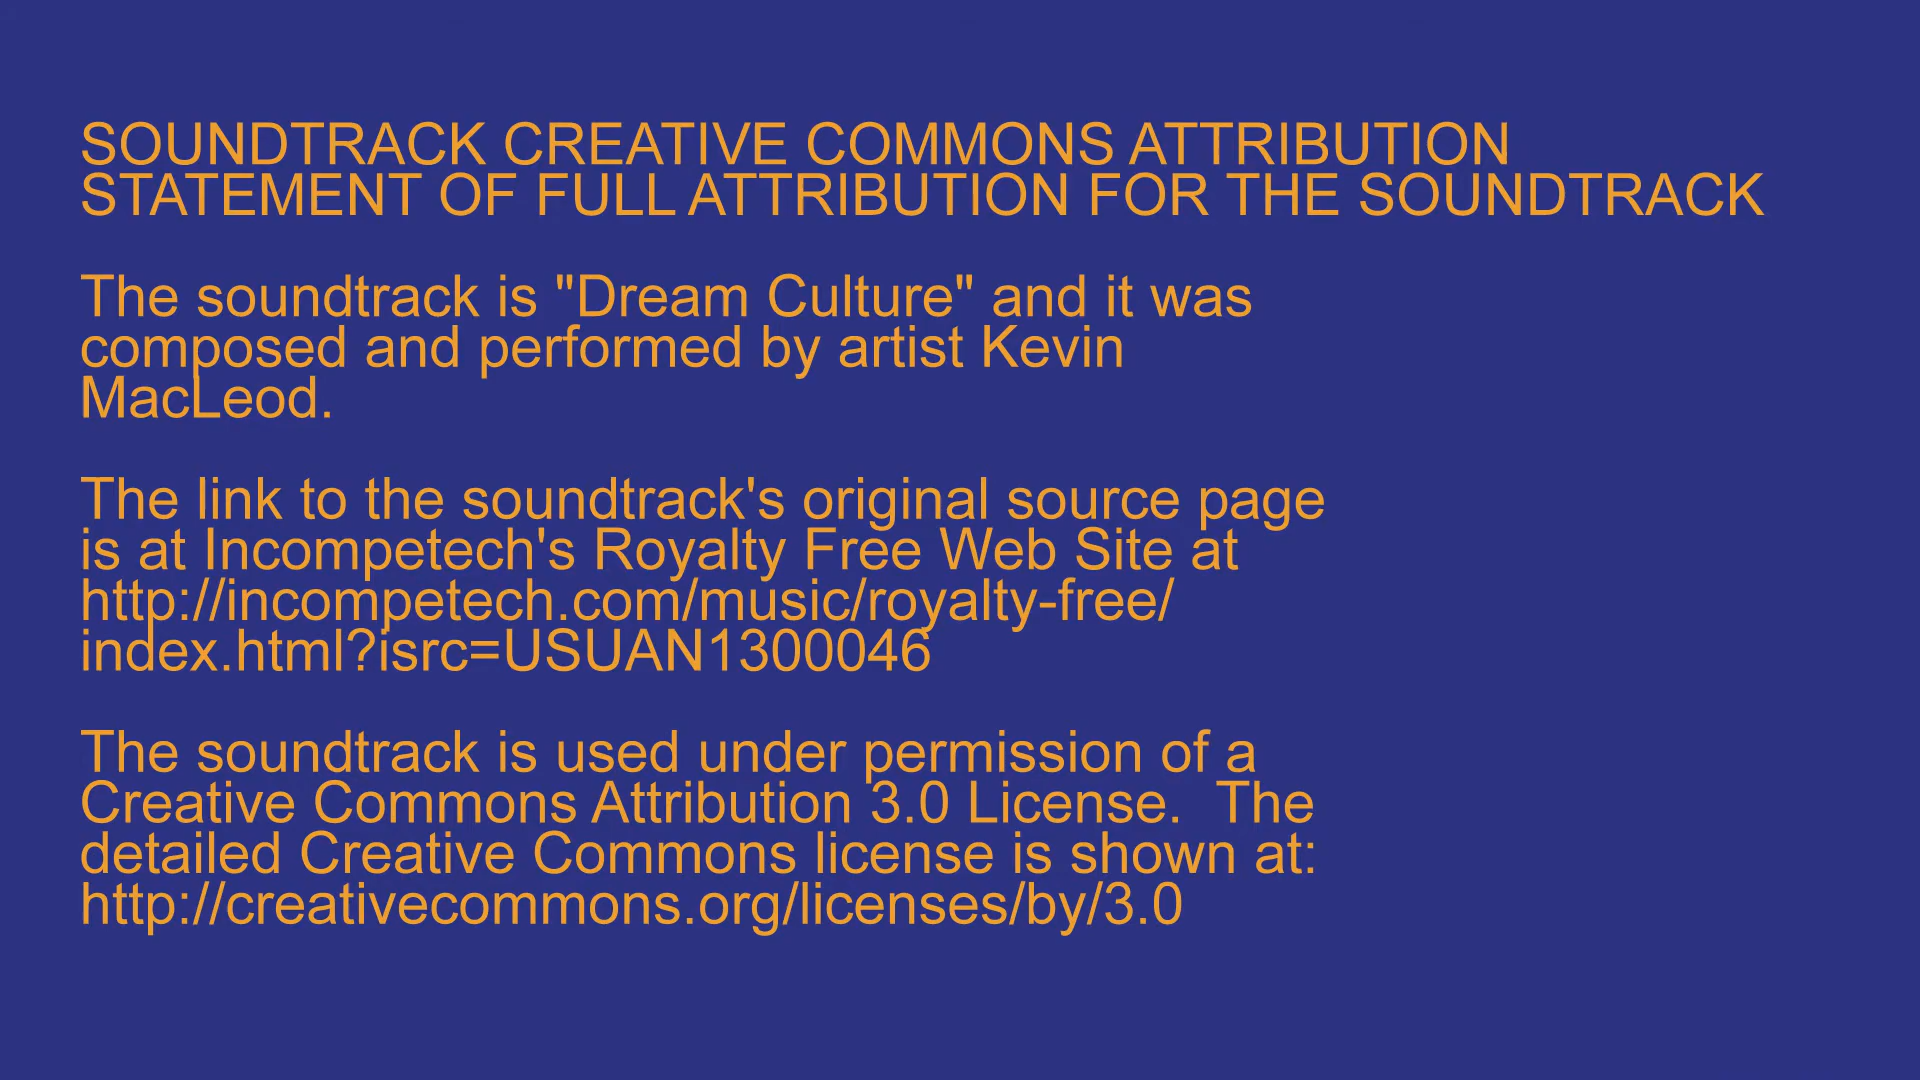 SOUNDTRACK CREATIVE COMMONS ATTRIBUTION
STATEMENT OF FULL ATTRIBUTION FOR THE SOUNDTRACK
The soundtrack is "Dream Culture" and it was
composed and performed by artist Kevin
MacLeod.
The link to the soundtrack's original source page
is at Incompetech's Royalty Free Web Site at
http://incompetech.com/music/royalty-free/
index.html?isrc=USUAN1300046
The soundtrack is used under permission of a
Creative Commons Attribution 3.0 License.  The
detailed Creative Commons license is shown at:
http://creativecommons.org/licenses/by/3.0